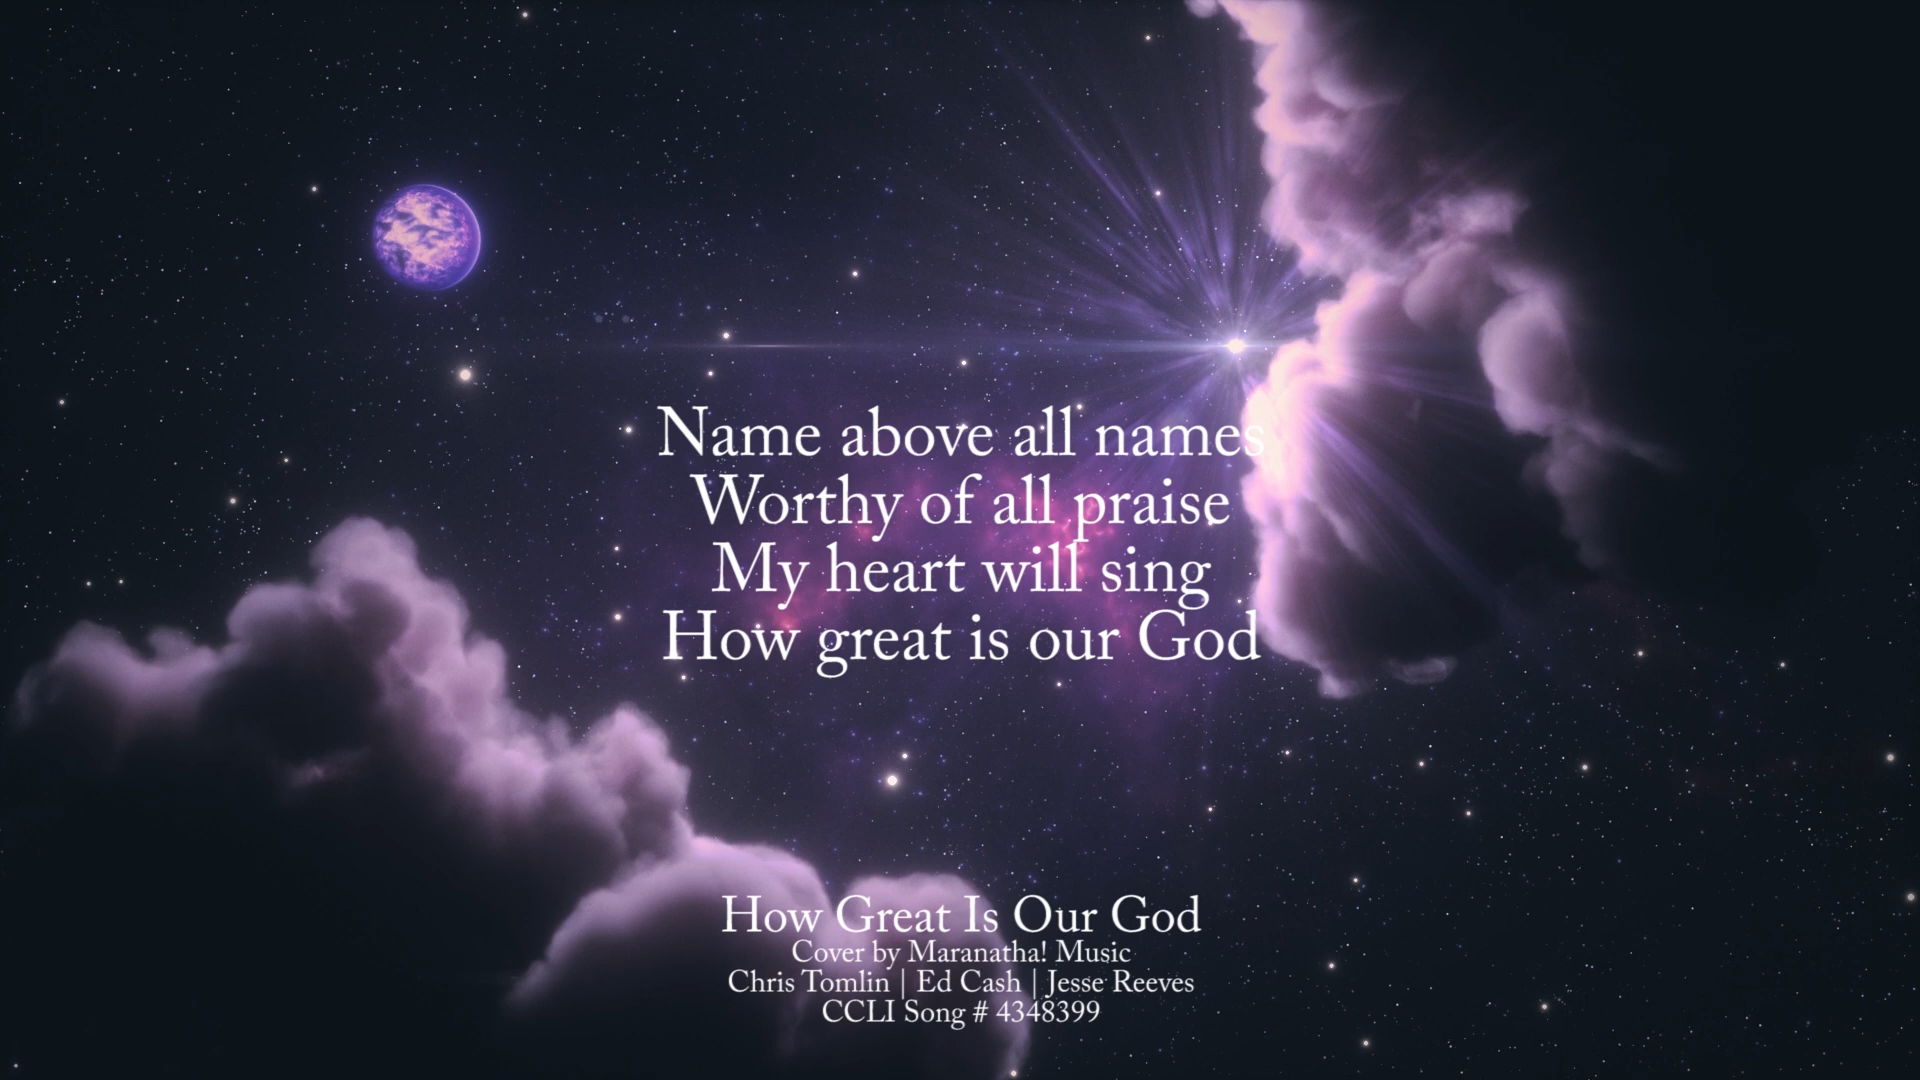 Name above all names
Worthy of all praise
My heart will sing
How great is our God
How Great Is Our God
Cover by Maranatha! Music
Chris Tomlin | Ed Cash | Jesse Reeves
CCLI Song # 4348399